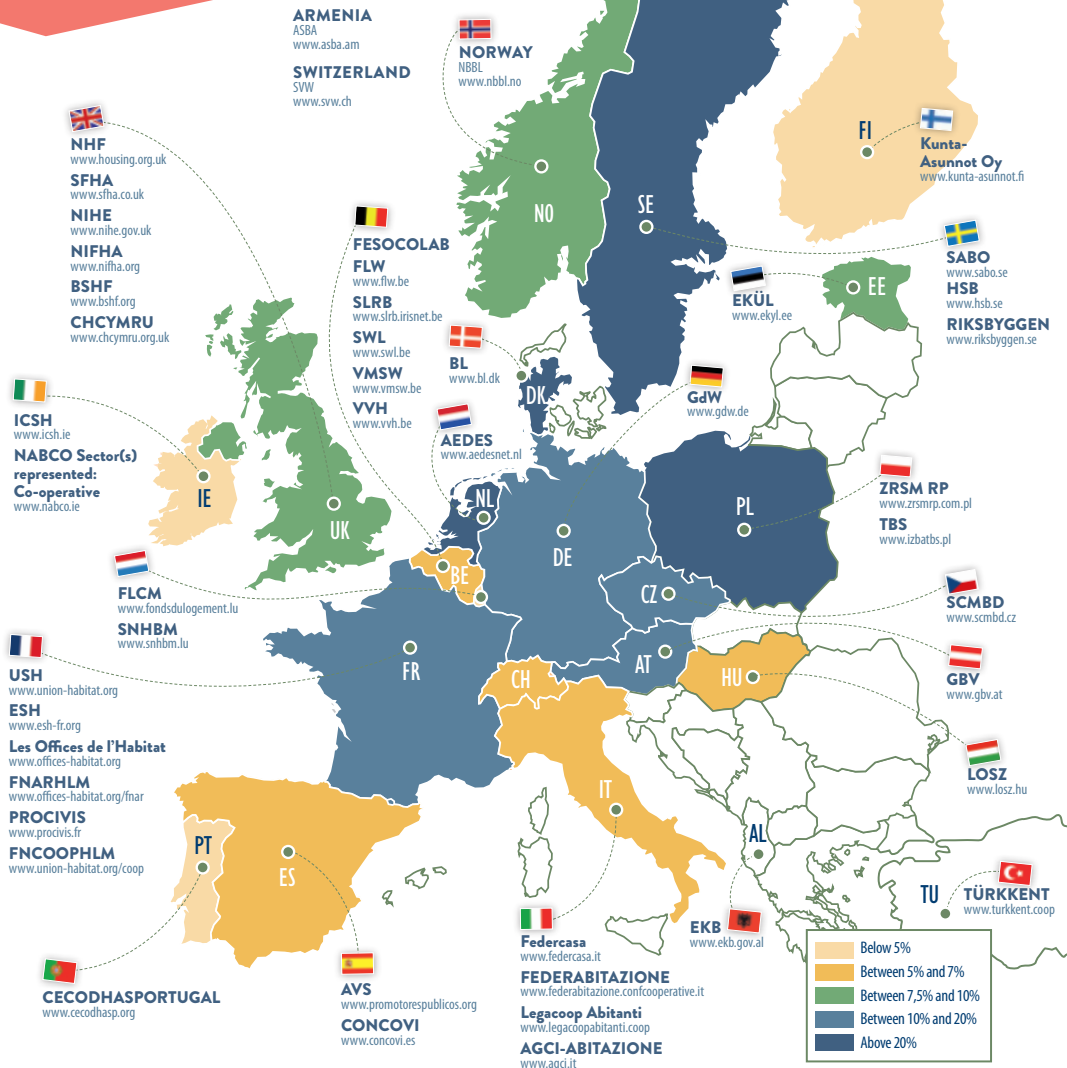 ARMENIA
ASBA
www.asba.am
SWITZERLAND
SVW
www.svw.ch
NORWAY
NBBL
www.nbbl.no
NHF
www.housing.org.uk
SFHA
www.sfha.co.uk
NIHE
www.nihe.gov.uk
NIFHA
www.nifha.org
BSHF
www.bshf.org
CHCYMRU
www.chcymru.org.uk
FESOCOLAB
FLW
www.flw.be
SLRB
www.slrb.irisnet.be
SWL
www.swl.be
VMSW
www.vmsw.be
VVH
www.vvh.be
BL
www.bl.dk
AEDES
www.aedesnet.nl
FI
Kunta-
Asunnot Oy
www.kunta-asunnot.fi
NO
SE
SABO
www.sabo.se
HSB
www.hsb.se
RIKSBYGGEN
www.riksbyggen.se
EKÜL
www.ekyl.ee
EE
GdW
www.gdw.de
DK
ICSH
www.icsh.ie
NABCO Sector(s)
represented:
Co-operative
www.nabco.ie
IE
UK
NL
BE
DE
PL
CZ
FR
AT
CH
HU
IT
PT
ES
AL
TU
ZRSM RP
www.zrsmrp.com.pl
TBS
www.izbatbs.pl
FLCM
www.fondsdulogement.lu
SNHBM
www.snhbm.lu
SCMBD
www.scmbd.cz
GBV
www.gbv.at
LOSZ
www.losz.hu
USH
www.union-habitat.org
ESH
www.esh-fr.org
Les Offices de l'Habitat
www.offices-habitat.org
FNARHLM
www.offices-habitat.org/fnar
PROCIVIS
www.procivis.fr
FNCOOPHLM
www.union-habitat.org/coop
TÜRKKENT
www.turkkent.coop
EKB
www.ekb.gov.al
CECODHASPORTUGAL
www.cecodhasp.org
AVS
www.promotorespublicos.org
CONCOVI
www.concovi.es
Federcasa
www.federcasa.it
FEDERABITAZIONE
www.federabitazione.confcooperative.it
Legacoop Abitanti
www.legacoopabitanti.coop
AGCI-ABITAZIONE
www.agci.it
Below 5%
Between 5% and 7%
Between 7,5% and 10%
Between 10% and 20%
Above 20%